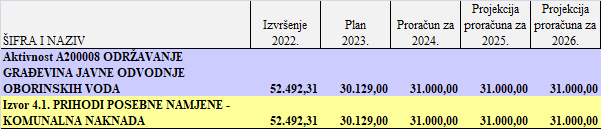 ŠIFRA I NAZIV Izvršenje 2022. Plan 2023. Proračun za 2024. Projekcija proračuna za 2025. Projekcija proračuna za 2026.
Aktivnost A200008 ODRŽAVANJE
GRAĐEVINA JAVNE ODVODNJE
OBORINSKIH VODA 52.492,31 30.129,00 31.000,00 31.000,00 31.000,00
Izvor 4.1. PRIHODI POSEBNE NAMJENE -
KOMUNALNA NAKNADA 52.492,31 30.129,00 31.000,00 31.000,00 31.000,00